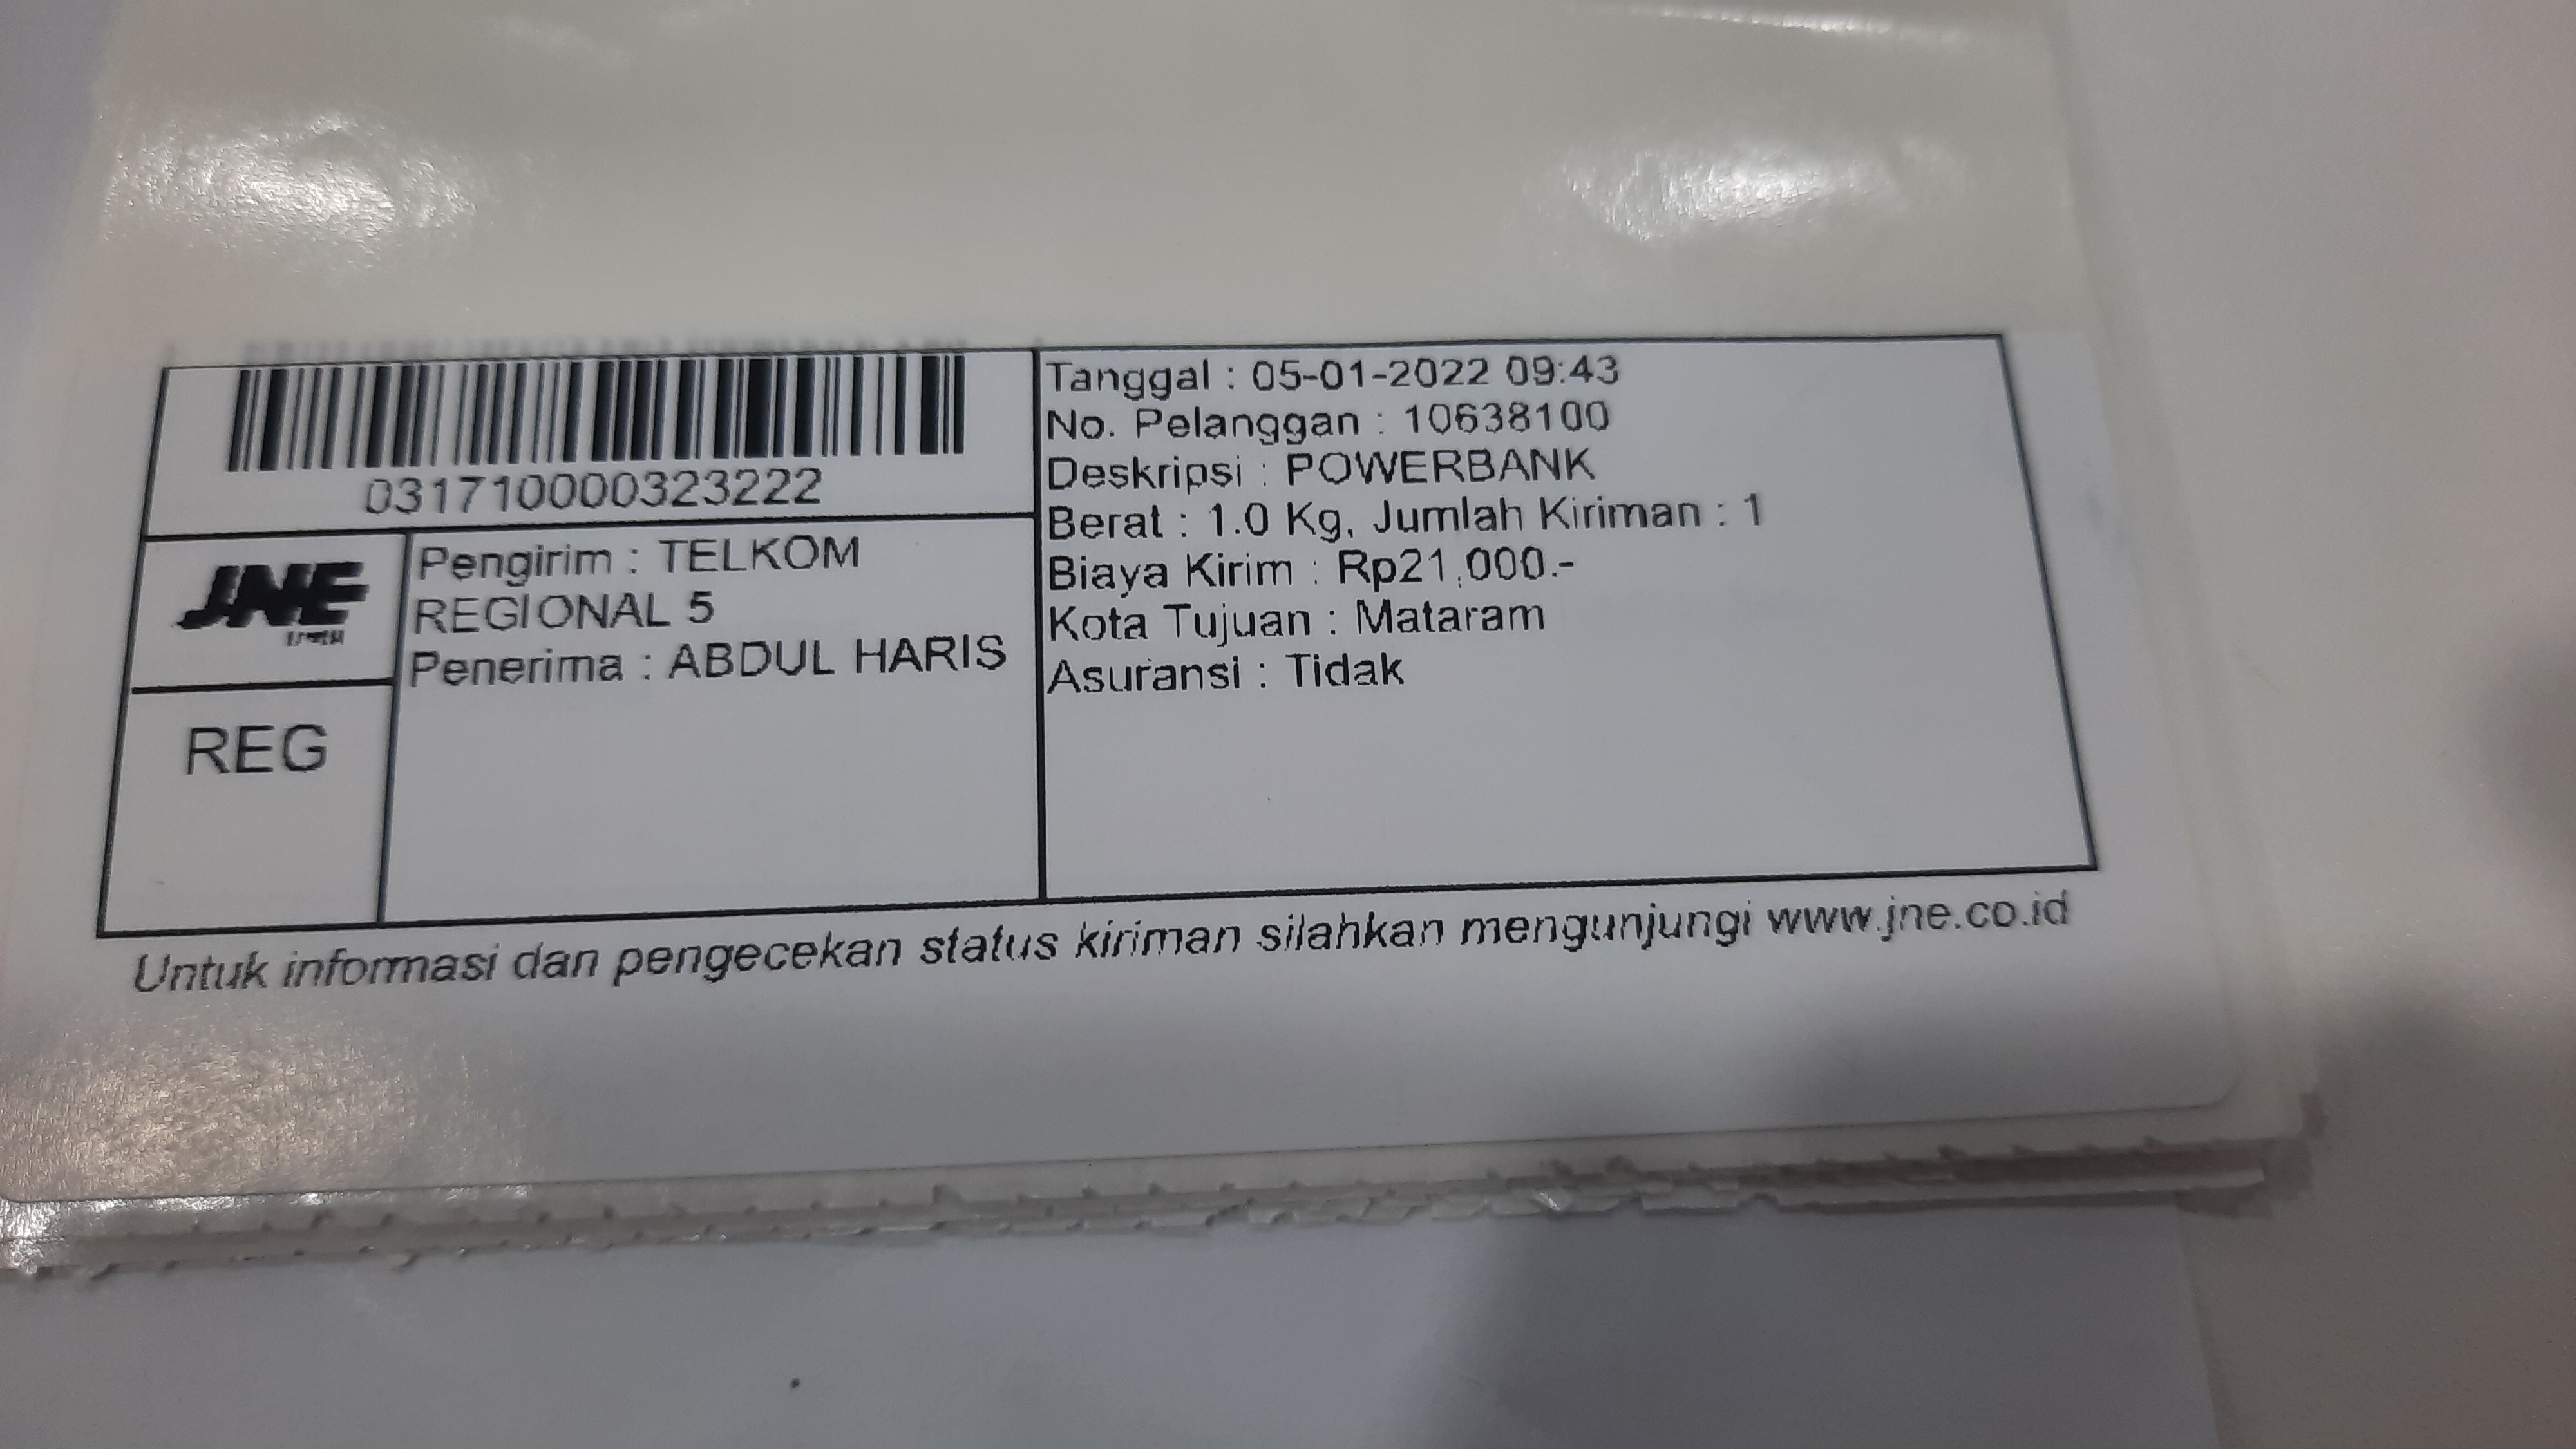 0317100003323222
JNE
REG
Pengirim : TELKOM
REGIONAL 5
Penerima : ABDUL HARIS
Tanggal : 05-01-2022 09:43
No. Pelanggan : 10638100
Deskripsi : POWERBANK
Berat : 1.0 Kg, Jumlah Kiriman : 1
Biaya Kirim : Rp21,000.-
Kota Tujuan : Mataram
Asuransi : Tidak
Untuk informasi dan pengecekan status kiriman silahkan mengunjungi www.jne.co.id